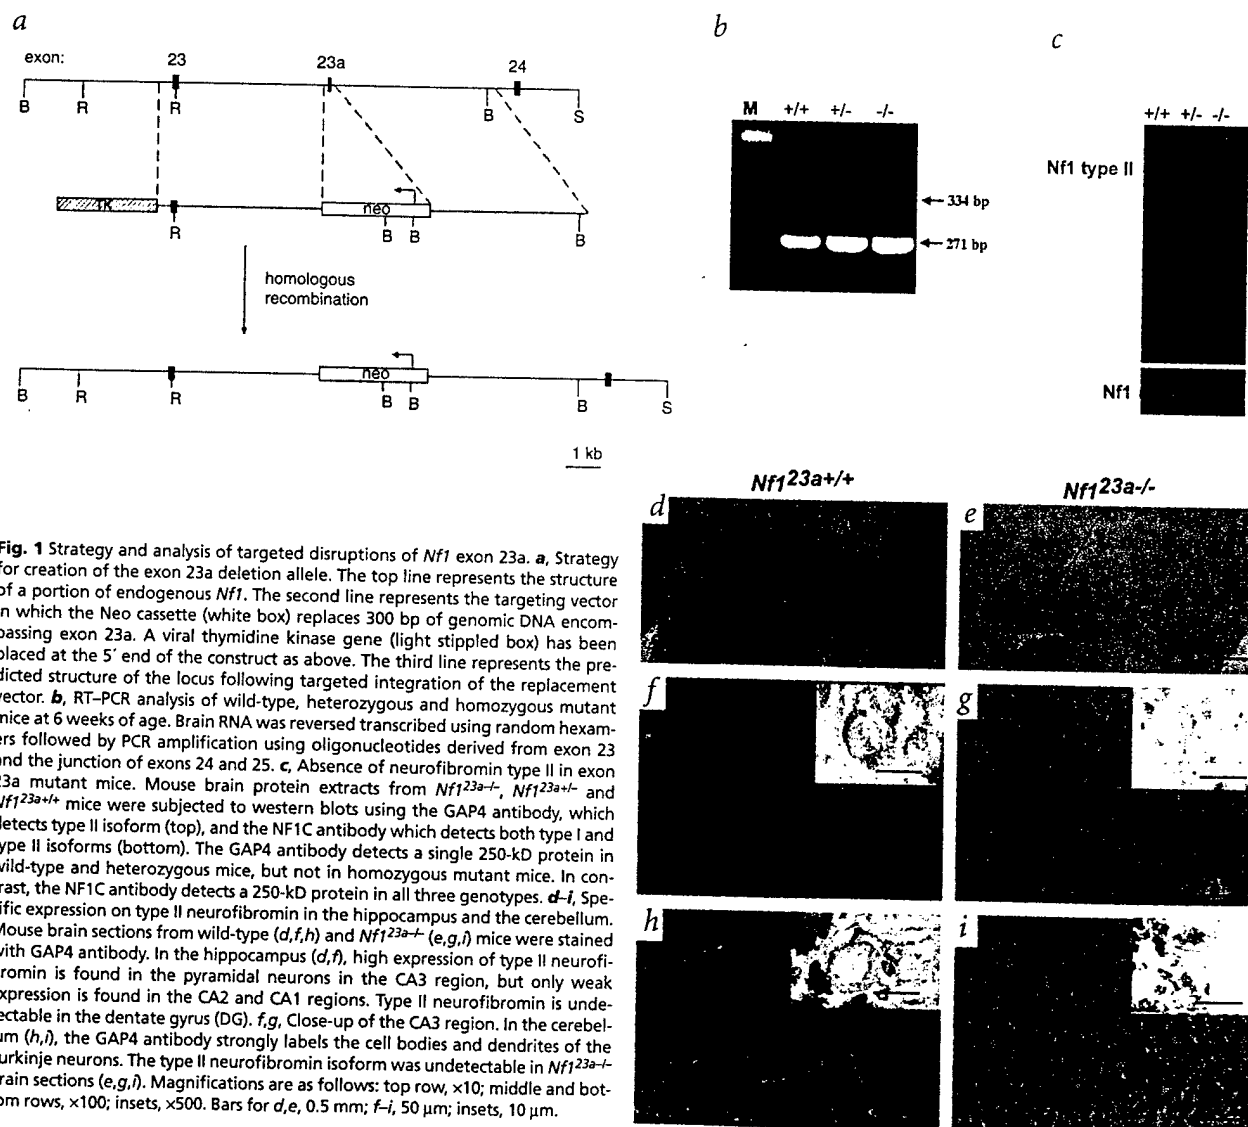 a
exon:
23
23a
24
B
R
R
B
S
TK
neo
R
B
B
B
homologous
recombination
neo
B
R
R
B
B
B
S
1 kb
b
M +/+ +/- -/-
334 bp
271 bp
c
+/+ +/- -/-
Nf1 type II
Nf1
Nf1 23a+/+
Nf1 23a-/-
d
e
f
g
h
i
Fig. 1 Strategy and analysis of targeted disruptions of Nf1 exon 23a. a, Strategy
for creation of the exon 23a deletion allele. The top line represents the structure
of a portion of endogenous Nf1. The second line represents the targeting vector
in which the Neo cassette (white box) replaces 300 bp of genomic DNA encom-
passing exon 23a. A viral thymidine kinase gene (light stippled box) has been
placed at the 5′ end of the construct as above. The third line represents the pre-
dicted structure of the locus following targeted integration of the replacement
vector. b, RT–PCR analysis of wild-type, heterozygous and homozygous mutant
mice at 6 weeks of age. Brain RNA was reversed transcribed using random hexam-
ers followed by PCR amplification using oligonucleotides derived from exon 23
and the junction of exons 24 and 25. c, Absence of neurofibromin type II in exon
23a mutant mice. Mouse brain protein extracts from Nf1 23a–/–, Nf1 23a+/– and
Nf1 23a+/+ mice were subjected to western blots using the GAP4 antibody, which
detects type II isoform (top), and the NF1C antibody which detects both type I and
type II isoforms (bottom). The GAP4 antibody detects a single 250-kD protein in
wild-type and heterozygous mice, but not in homozygous mutant mice. In con-
trast, the NF1C antibody detects a 250-kD protein in all three genotypes. d–i, Spe-
cific expression on type II neurofibromin in the hippocampus and the cerebellum.
Mouse brain sections from wild-type (d,f,h) and Nf1 23a–/– (e,g,i) mice were stained
with GAP4 antibody. In the hippocampus (d,f), high expression of type II neurofi-
bromin is found in the pyramidal neurons in the CA3 region, but only weak
expression is found in the CA2 and CA1 regions. Type II neurofibromin is unde-
tectable in the dentate gyrus (DG). f,g, Close-up of the CA3 region. In the cerebel-
lum (h,i), the GAP4 antibody strongly labels the cell bodies and dendrites of the
Purkinje neurons. The type II neurofibromin isoform was undetectable in Nf1 23a–/–
brain sections (e,g,i). Magnifications are as follows: top row, x10; middle and bot-
tom rows, x100; insets, x500. Bars for d,e, 0.5 mm; f–i, 50 µm; insets, 10 µm.